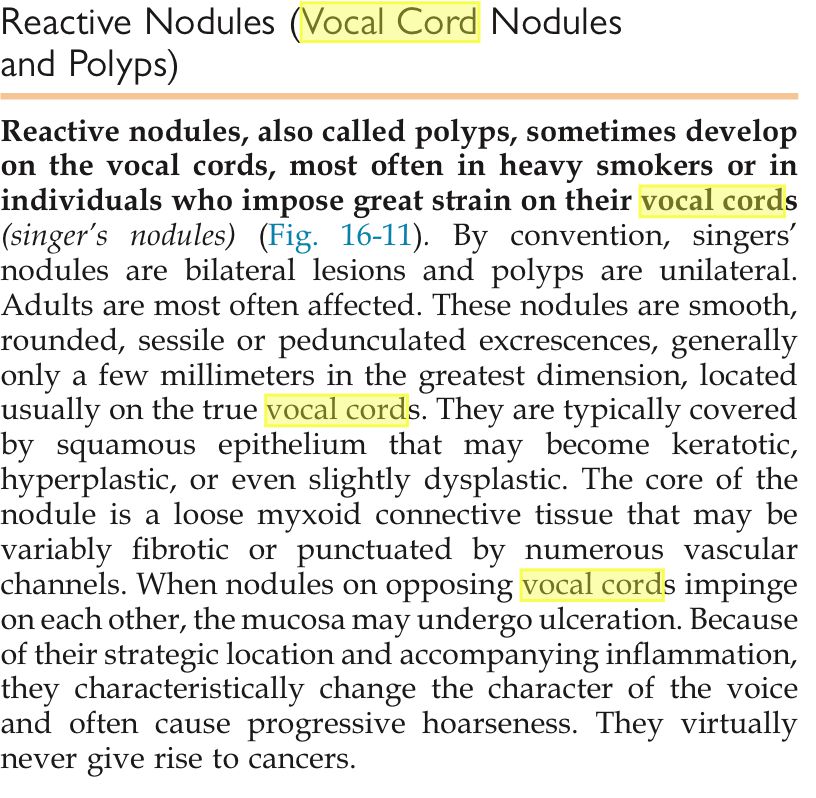 Reactive Nodules (Vocal Cord Nodules
and Polyps)
Reactive nodules, also called polyps, sometimes develop
on the vocal cords, most often in heavy smokers or in
individuals who impose great strain on their vocal cords
(singer’s nodules) (Fig. 16-11). By convention, singers’
nodules are bilateral lesions and polyps are unilateral.
Adults are most often affected. These nodules are smooth,
rounded, sessile or pedunculated excrescences, generally
only a few millimeters in the greatest dimension, located
usually on the true vocal cords. They are typically covered
by squamous epithelium that may become keratotic,
hyperplastic, or even slightly dysplastic. The core of the
nodule is a loose myxoid connective tissue that may be
variably fibrotic or punctuated by numerous vascular
channels. When nodules on opposing vocal cords impinge
on each other, the mucosa may undergo ulceration. Because
of their strategic location and accompanying inflammation,
they characteristically change the character of the voice
and often cause progressive hoarseness. They virtually
never give rise to cancers.